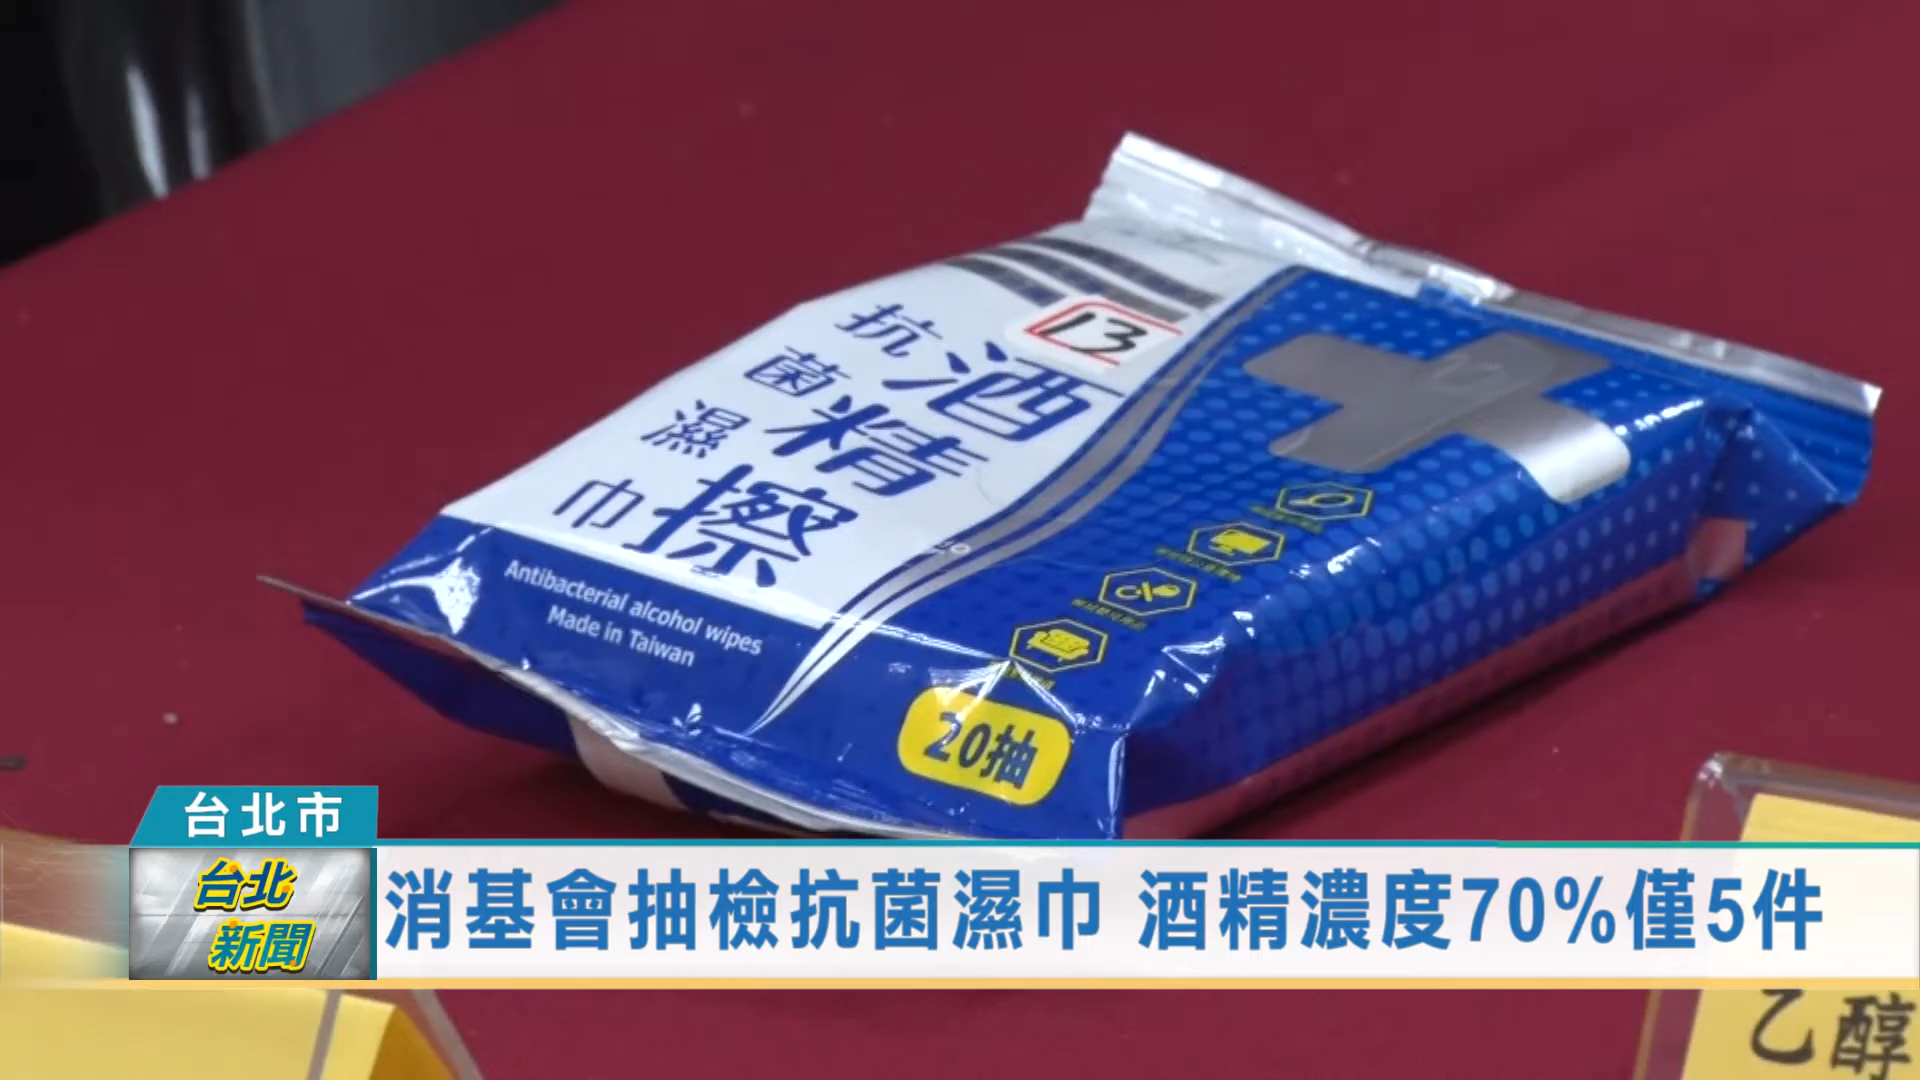 13
酒精擦
抗菌濕巾
Antibacterial alcohol wipes
Made in Taiwan
20抽
台北市
台北
新聞
消基會抽檢抗菌濕巾 酒精濃度70%僅5件
乙醇